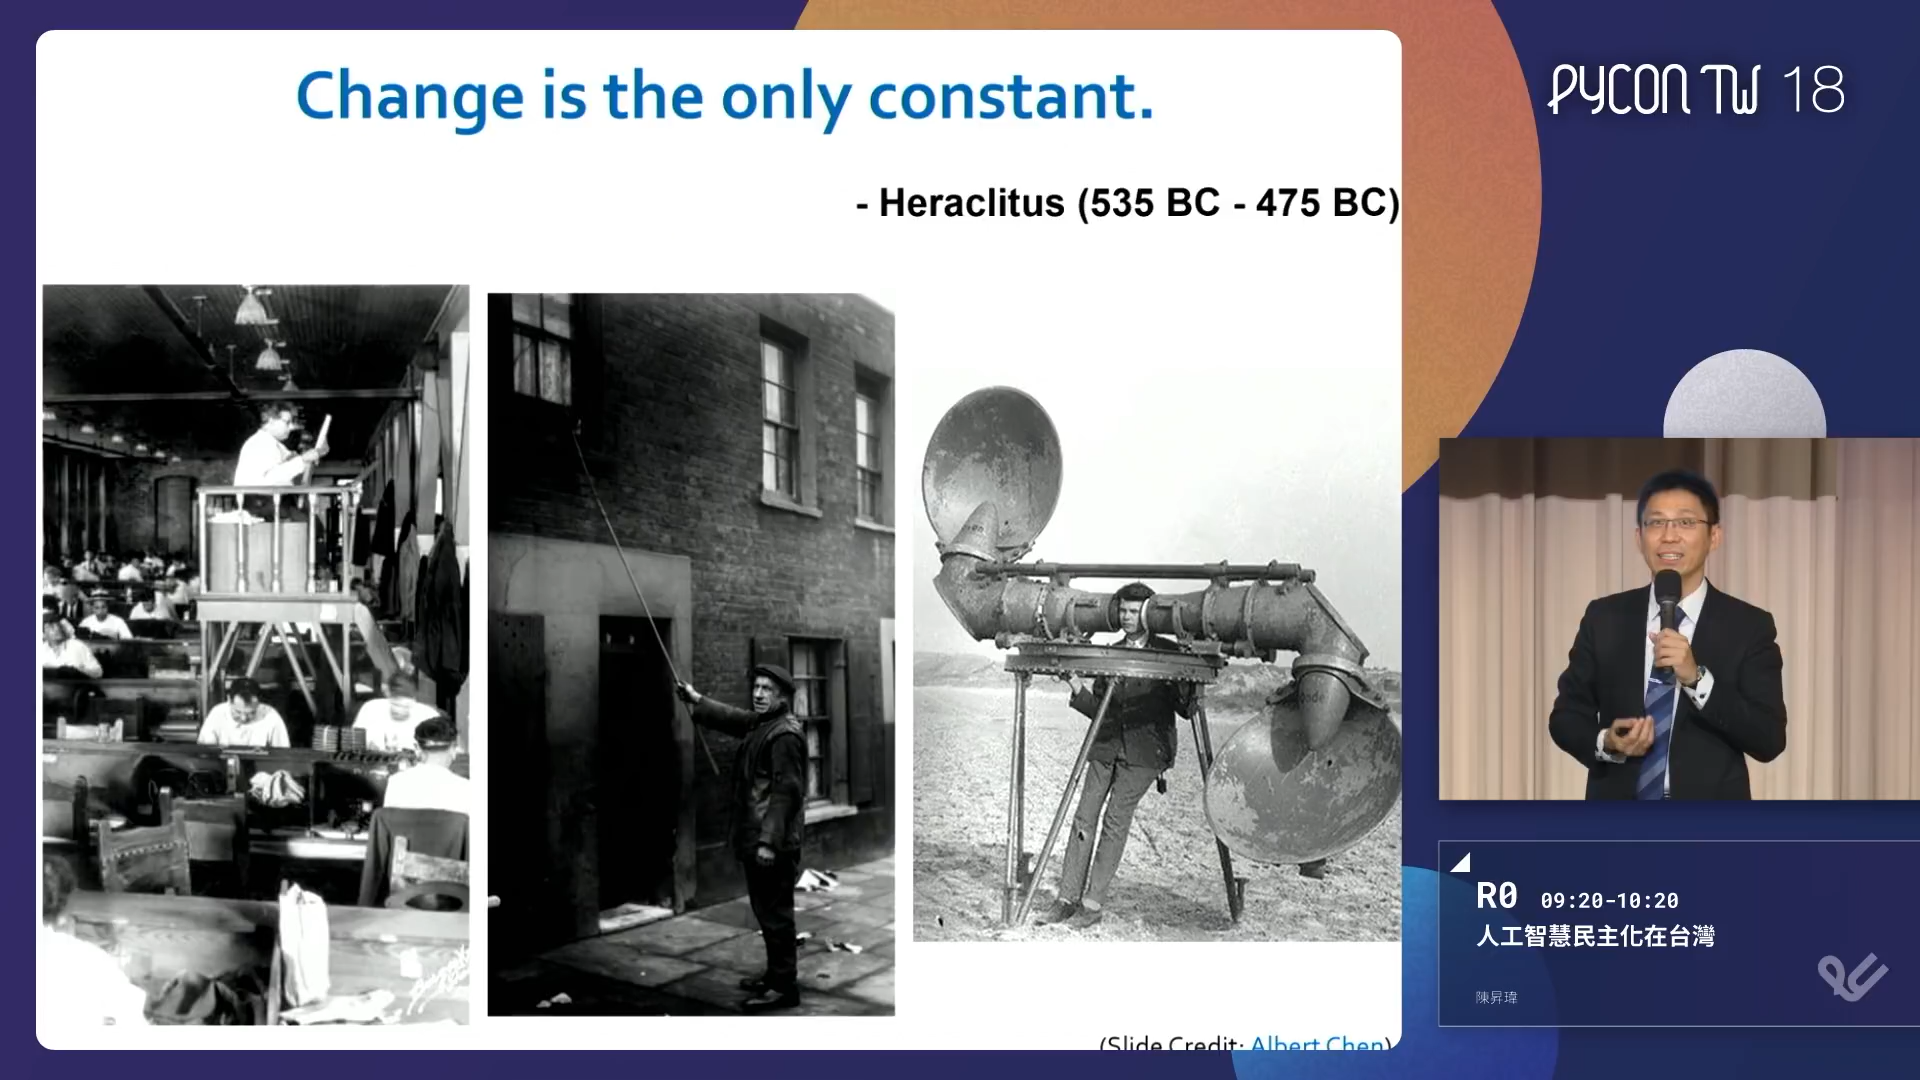 Change is the only constant.
- Heraclitus (535 BC - 475 BC)
(Slide Credit: Albert Chen)
PYCON TW 18
R0 09:20-10:20
人工智慧民主化在台灣
陳昇瑋